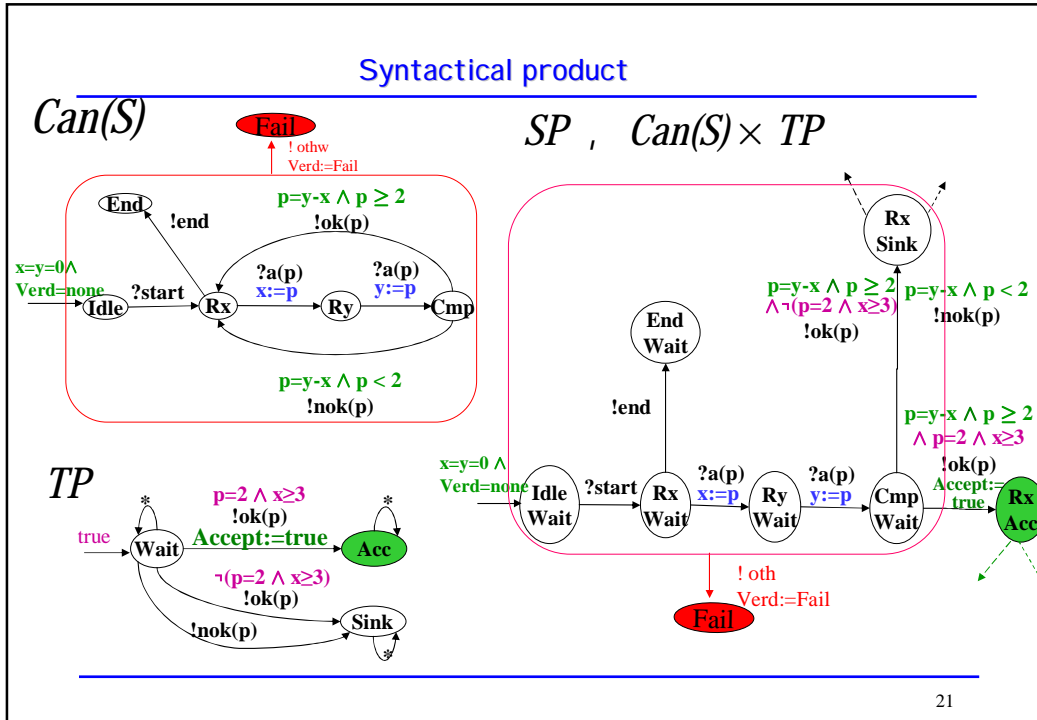 Syntactical product
Can(S)
Fail
! othw
Verd:=Fail
End
!end
p=y-x ∧ p ≥ 2
!ok(p)
x=y=0∧
Verd=none
Idle
?start
Rx
?a(p)
x:=p
Ry
?a(p)
y:=p
Cmp
p=y-x ∧ p < 2
!nok(p)
TP
true
*
Wait
p=2 ∧ x≥3
!ok(p)
Accept:=true
*
Acc
¬(p=2 ∧ x≥3)
!ok(p)
!nok(p)
Sink
*
SP , Can(S) × TP
Rx
Sink
p=y-x ∧ p ≥ 2
∧ ¬(p=2 ∧ x≥3)
!ok(p)
p=y-x ∧ p < 2
!nok(p)
End
Wait
!end
x=y=0 ∧
Verd=none
Idle
Wait
?start
Rx
Wait
?a(p)
x:=p
Ry
Wait
?a(p)
y:=p
Cmp
Wait
p=y-x ∧ p ≥ 2
∧ p=2 ∧ x≥3
!ok(p)
Accept:=
true
Rx
Acc
! oth
Verd:=Fail
Fail
21